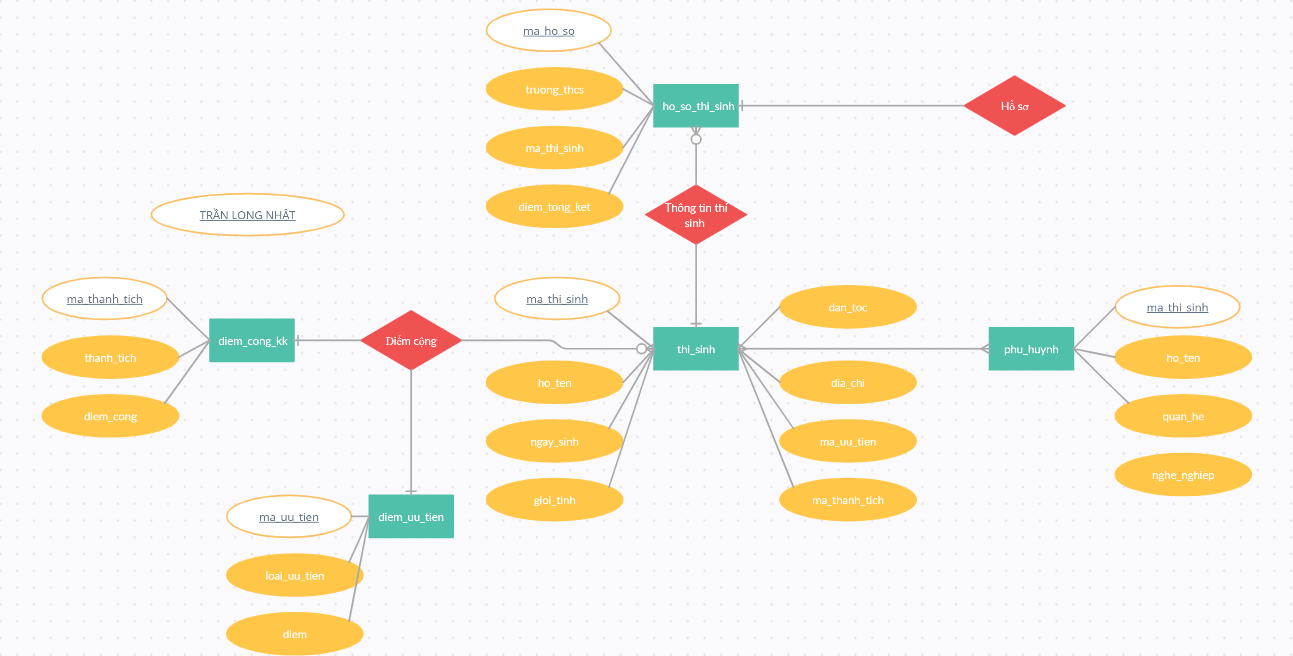 ma_ho_so
truong_thcs
ho_so_thi_sinh
Hồ sơ
ma_thi_sinh
diem_tong_ket
Thông tin thí
sinh
TRẦN LONG NHẬT
ma_thanh_tich
thanh_tich
diem_cong
diem_cong_kk
Điểm cộng
ma_thi_sinh
ho_ten
ngay_sinh
gioi_tinh
thi_sinh
dan_toc
dia_chi
ma_uu_tien
ma_thanh_tich
phu_huynh
ma_thi_sinh
ho_ten
quan_he
nghe_nghiep
ma_uu_tien
loai_uu_tien
diem
diem_uu_tien